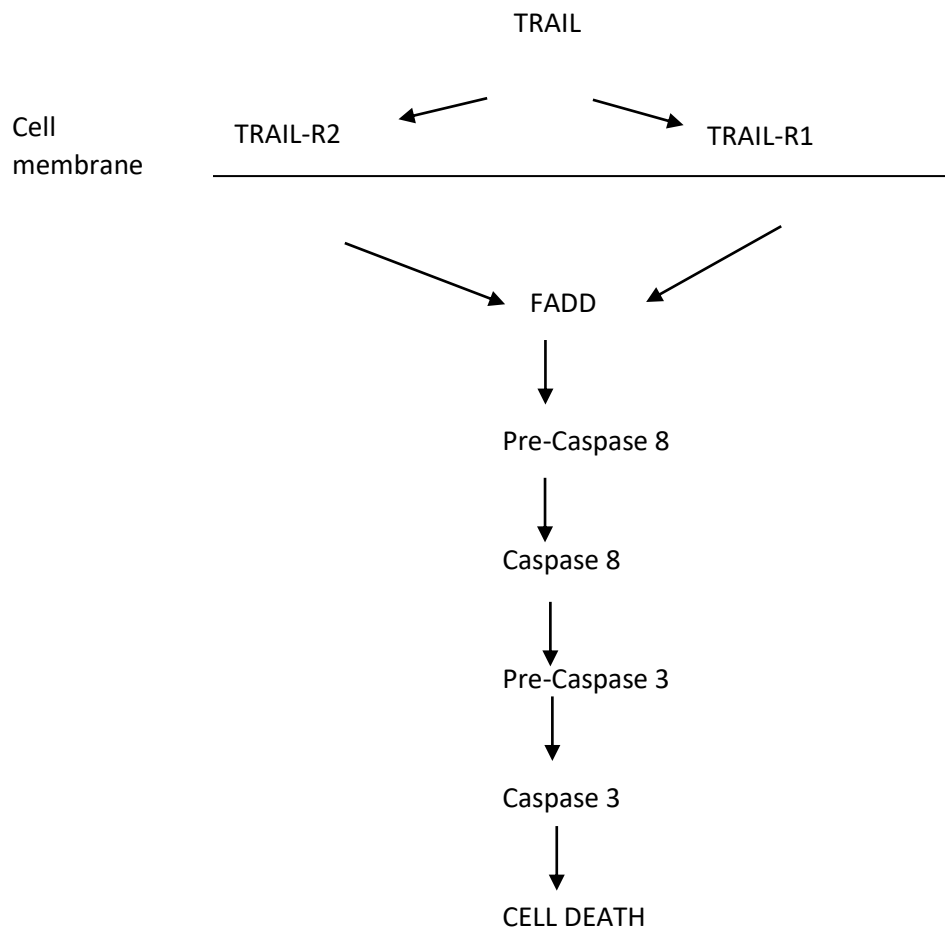 TRAIL
Cell
membrane
TRAIL-R2
TRAIL-R1
FADD
Pre-Caspase 8
Caspase 8
Pre-Caspase 3
Caspase 3
CELL DEATH